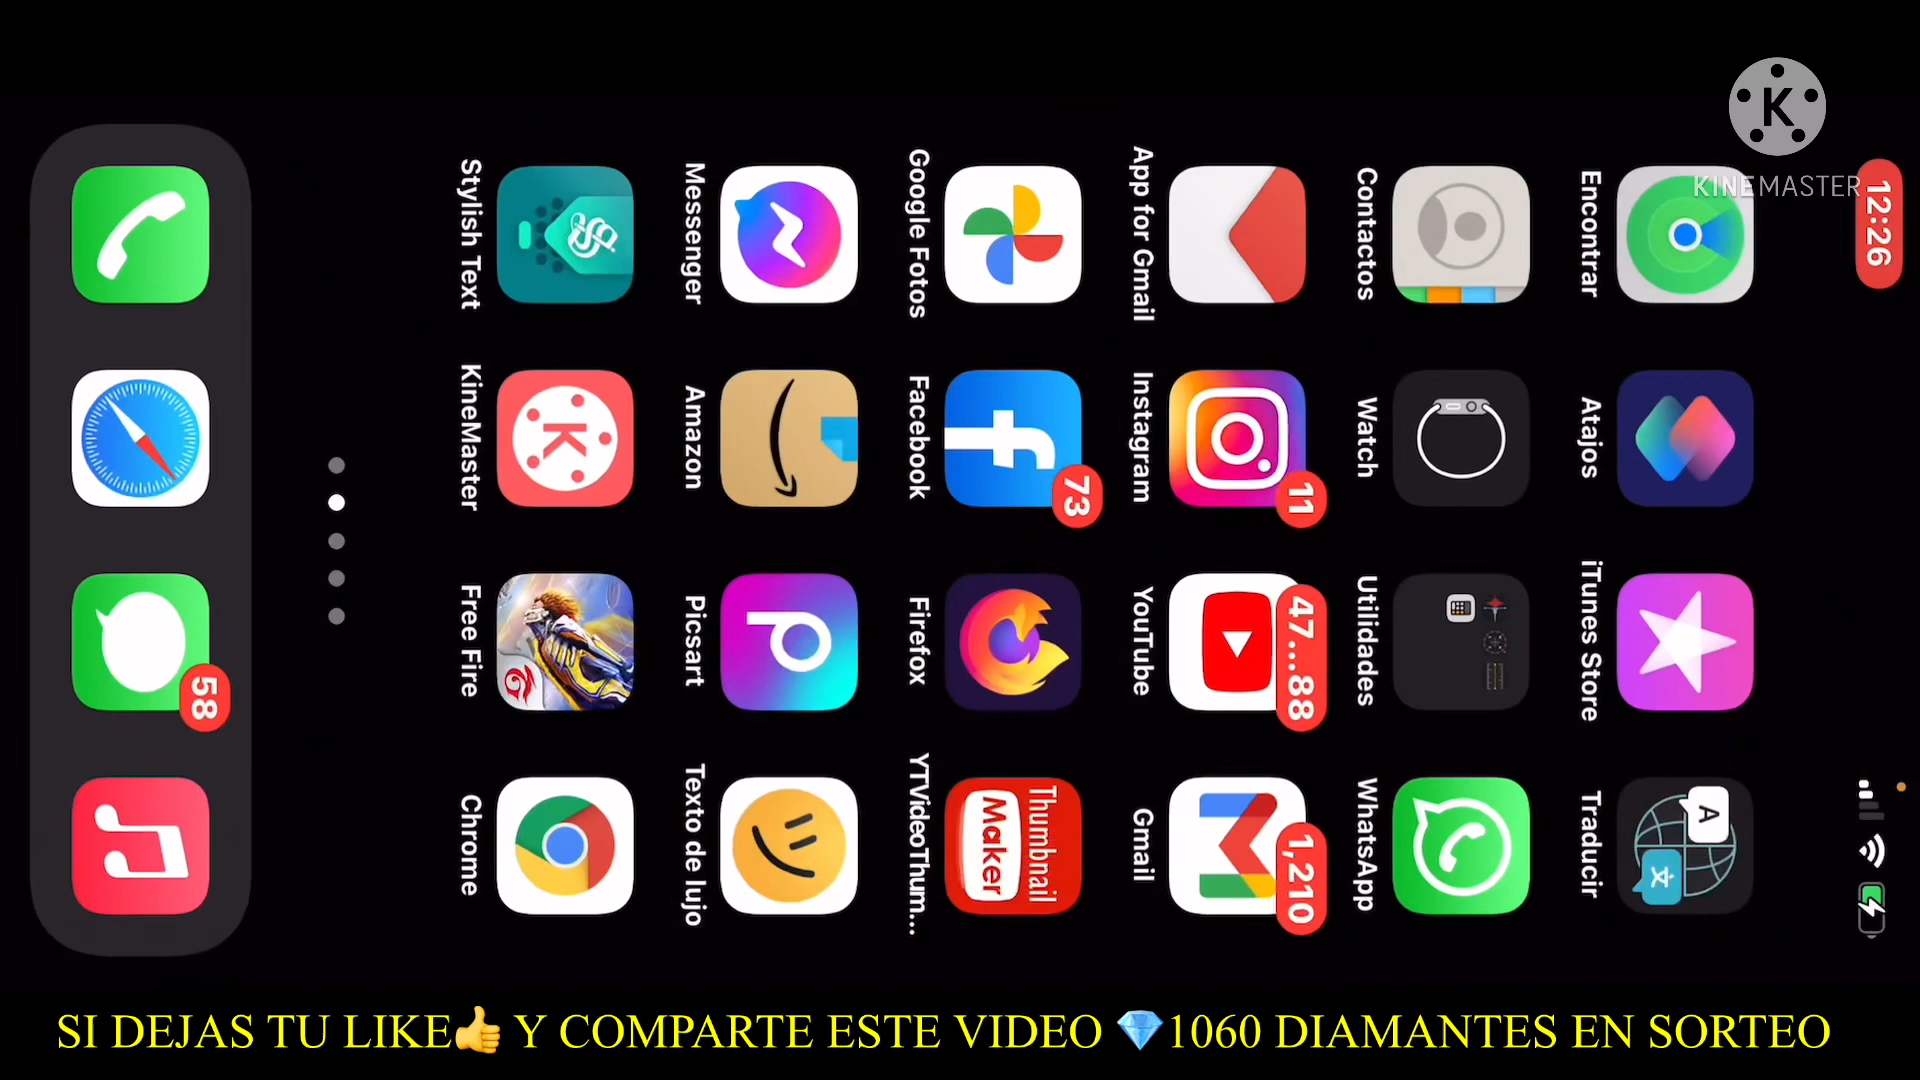 K
KINEMASTER
12:26
Encontrar
Atajos
iTunes Store
A
Traducir
Contactos
Watch
Utilidades
WhatsApp
11
47...88
1,210
App for Gmail
Instagram
YouTube
Gmail
73
Thumbnail
Maker
Google Fotos
Facebook
Firefox
YTVideoThum...
Messenger
Amazon
Picsart
Texto de lujo
K
Stylish Text
KineMaster
Free Fire
Chrome
58
SI DEJAS TU LIKE👍 Y COMPARTE ESTE VIDEO 💎1060 DIAMANTES EN SORTEO